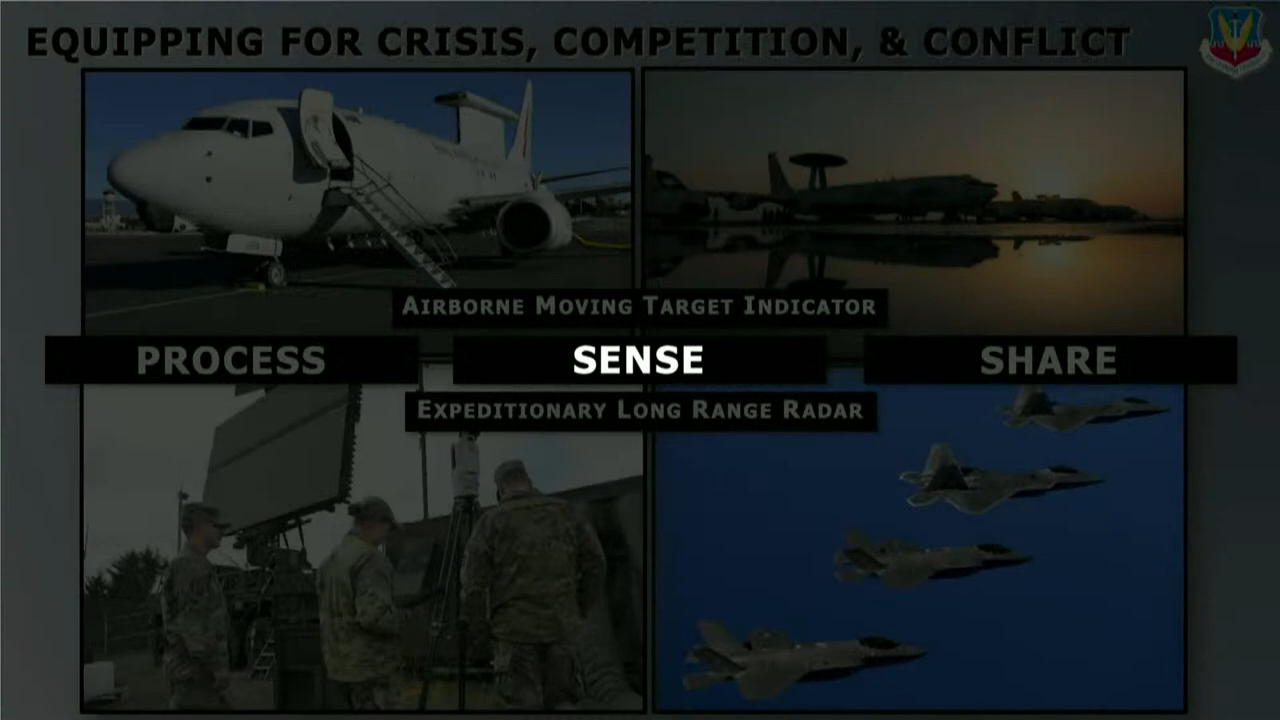 EQUIPPING FOR CRISIS, COMPETITION, & CONFLICT
AIRBORNE MOVING TARGET INDICATOR
PROCESS
SENSE
SHARE
EXPEDITIONARY LONG RANGE RADAR